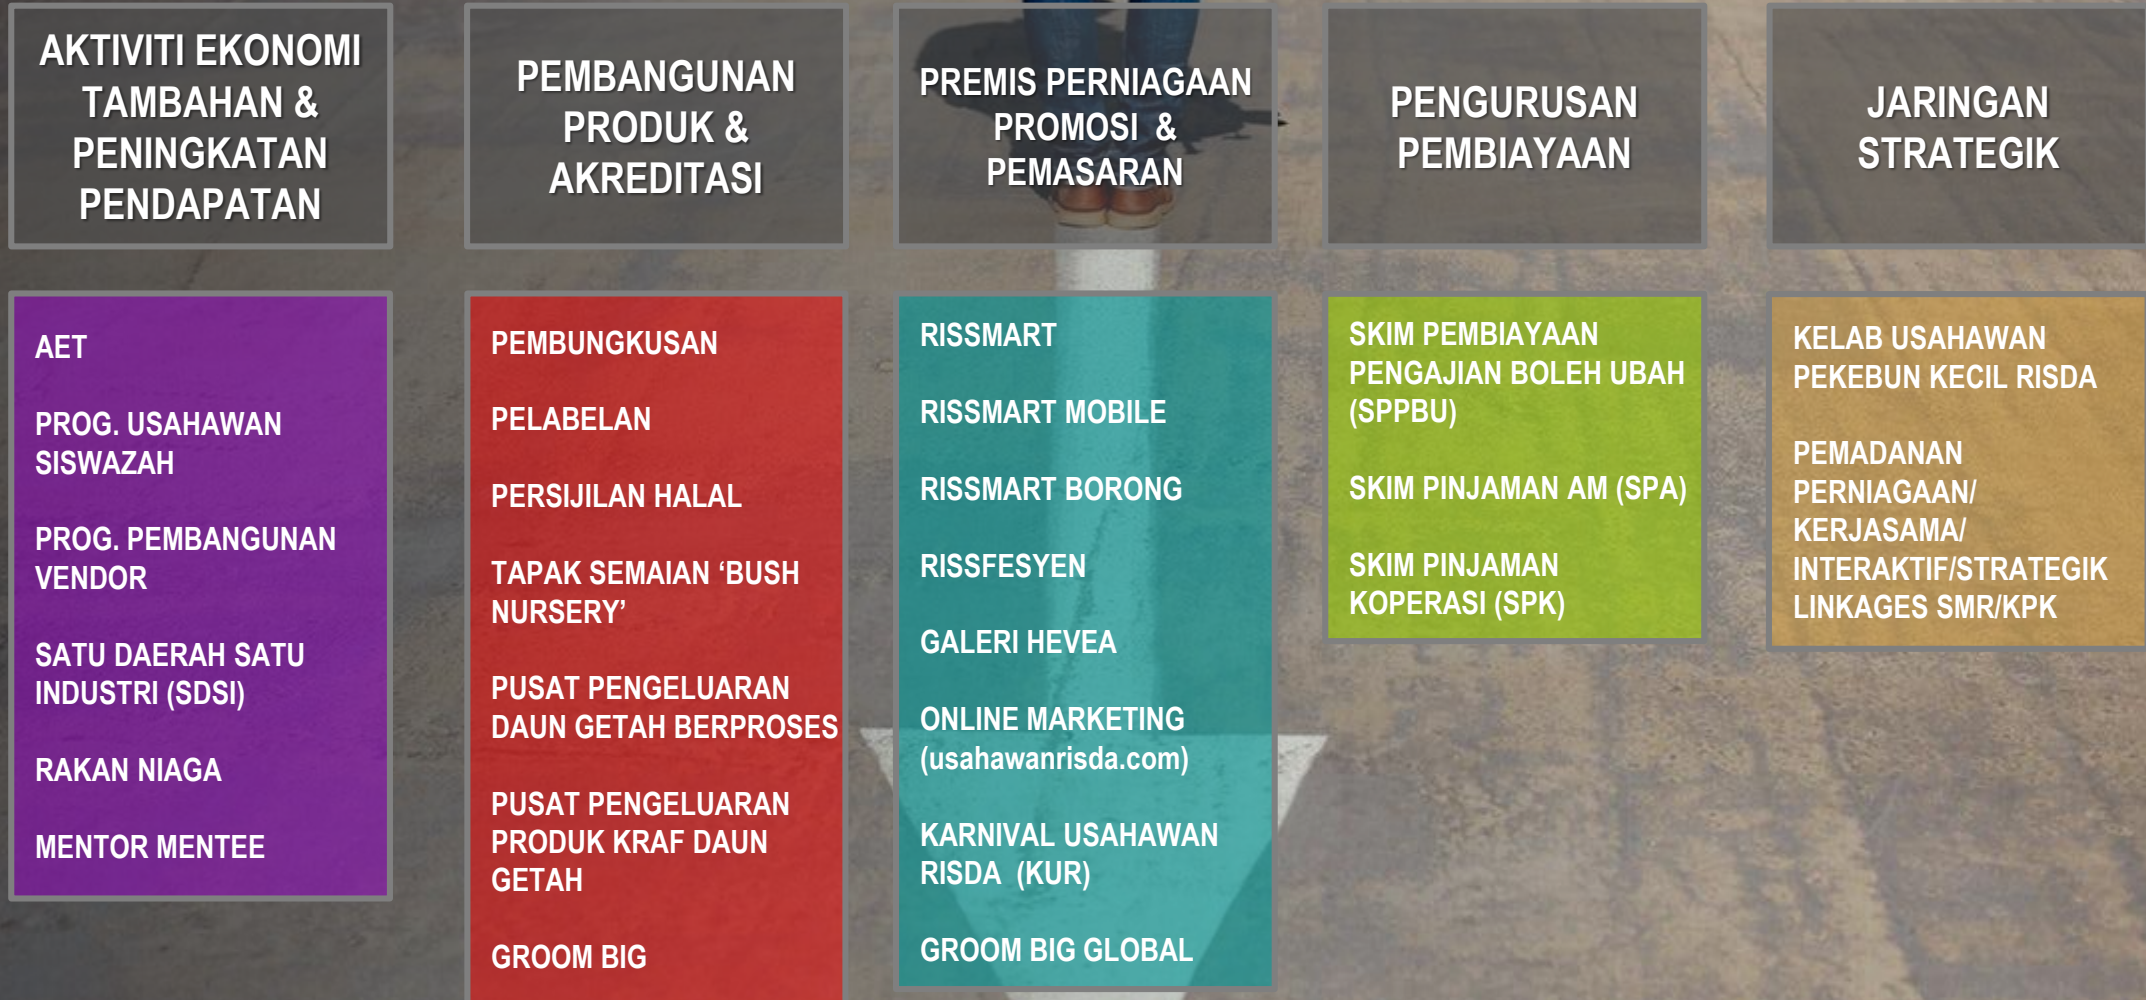 AKTIVITI EKONOMI
TAMBAHAN &
PENINGKATAN
PENDAPATAN
PEMBANGUNAN
PRODUK &
AKREDITASI
PREMIS PERNIAGAAN
PROMOSI &
PEMASARAN
PENGURUSAN
PEMBIAYAAN
JARINGAN
STRATEGIK
AET
PROG. USAHAWAN
SISWAZAH
PROG. PEMBANGUNAN
VENDOR
SATU DAERAH SATU
INDUSTRI (SDSI)
RAKAN NIAGA
MENTOR MENTEE
PEMBUNGKUSAN
PELABELAN
PERSIJILAN HALAL
TAPAK SEMAIAN ‘BUSH
NURSERY’
PUSAT PENGELUARAN
DAUN GETAH BERPROSES
PUSAT PENGELUARAN
PRODUK KRAF DAUN
GETAH
GROOM BIG
RISSMART
RISSMART MOBILE
RISSMART BORONG
RISSFESYEN
GALERI HEVEA
ONLINE MARKETING
(usahawanrisda.com)
KARNIVAL USAHAWAN
RISDA (KUR)
GROOM BIG GLOBAL
SKIM PEMBIAYAAN
PENGAJIAN BOLEH UBAH
(SPPBU)
SKIM PINJAMAN AM (SPA)
SKIM PINJAMAN
KOPERASI (SPK)
KELAB USAHAWAN
PEKEBUN KECIL RISDA
PEMADANAN
PERNIAGAAN/
KERJASAMA/
INTERAKTIF/STRATEGIK
LINKAGES SMR/KPK